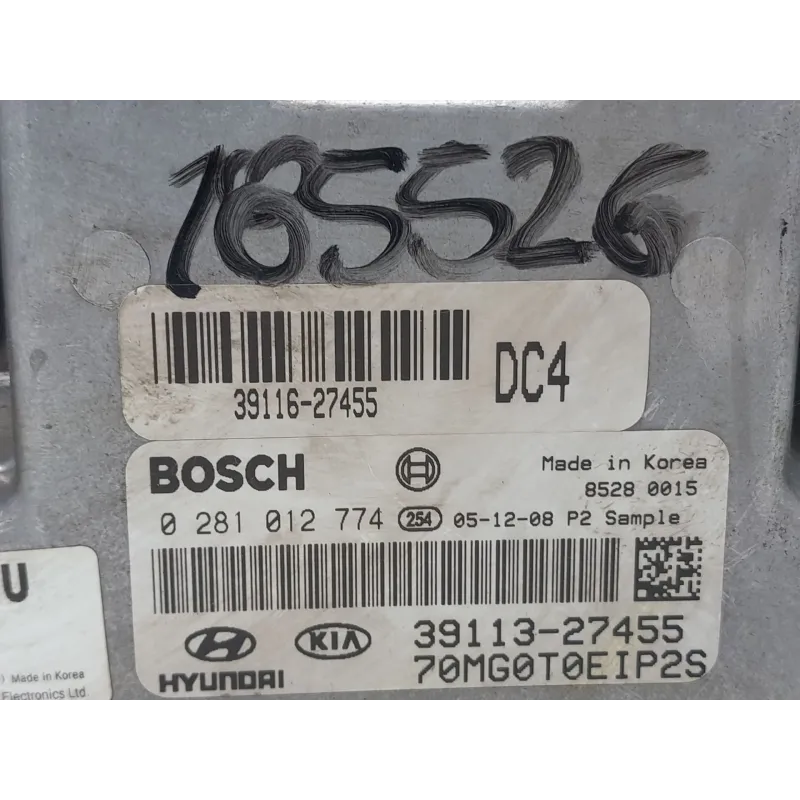 165526
39116-27455
DC4
BOSCH
Made in Korea
8528 0015
0 281 012 774 254 05-12-08 P2 Sample
HYUNDAI
KIA
39113-27455
70MG0T0EIP2S
U
) Made in Korea
Electronics Ltd